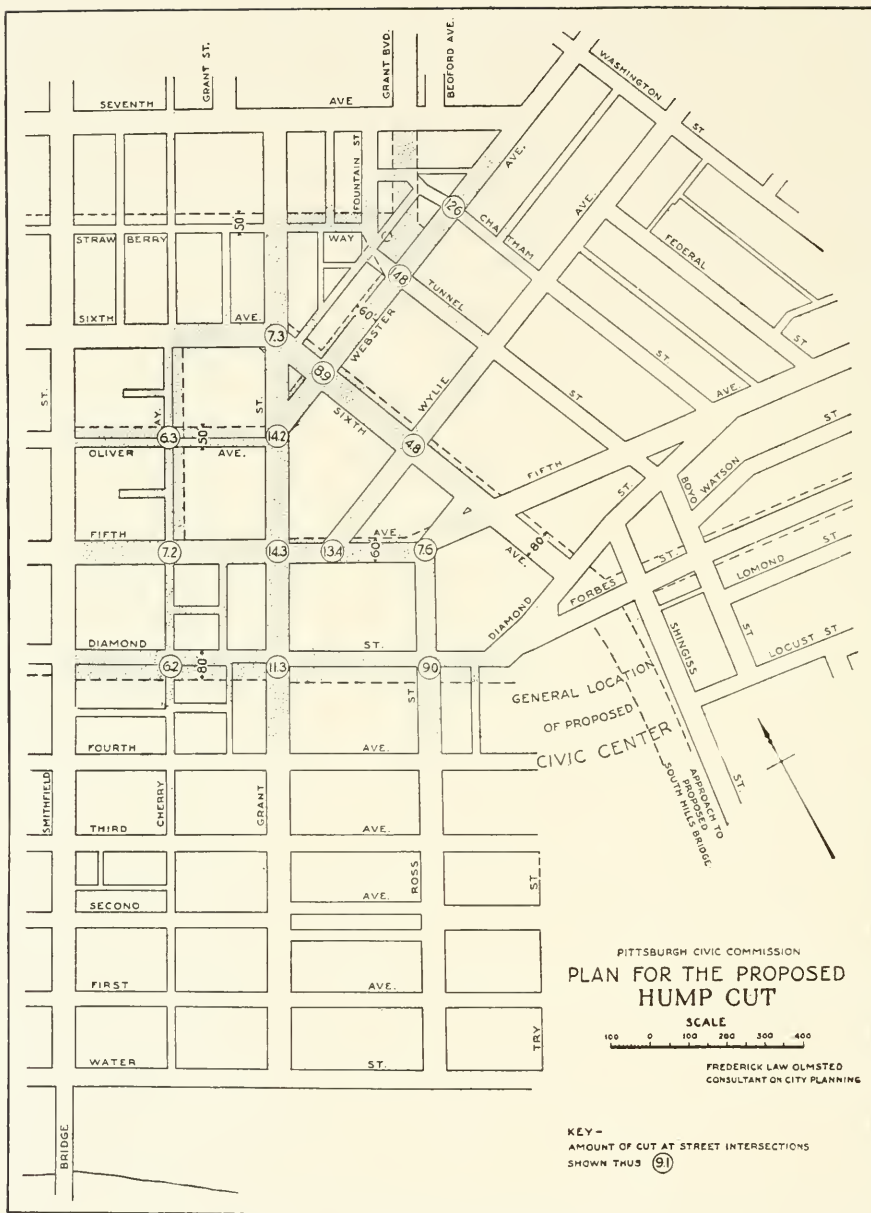 GRANT ST.
GRANT BVD.
BEDFORD AVE.
WASHINGTON ST.
SEVENTH AVE
FOUNTAIN ST
AVE.
126
CHATHAM
AVE.
FEDERAL ST
50'
STRAW BERRY WAY
148
TUNNEL ST
SIXTH AVE.
60'
WEBSTER
7.3
8.9
ST.
AVE.
ST.
ST.
AY.
SIXTH
WYLIE
6.3
50'
14.2
4.8
ST
OLIVER AVE.
FIFTH
ST.
BOYD
WATSON
FIFTH AVE.
7.2
14.3
13.4
60'
7.6
AVE.
80'
ST.
LOMOND ST
FORBES
DIAMOND
DIAMOND ST.
SHINGISS
ST
LOCUST ST
6.2
80'
11.3
90
ST
GENERAL LOCATION
OF PROPOSED
CIVIC CENTER
FOURTH AVE.
SMITHFIELD
CHERRY
GRANT
APPROACH TO
PROPOSED
SOUTH HILLS BRIDGE
ST.
THIRD AVE.
ROSS
ST.
SECOND AVE
FIRST AVE.
WATER ST.
TRY
BRIDGE
PITTSBURGH CIVIC COMMISSION
PLAN FOR THE PROPOSED
HUMP CUT
SCALE
100 0 100 200 300 400
FREDERICK LAW OLMSTED
CONSULTANT ON CITY PLANNING
KEY-
AMOUNT OF CUT AT STREET INTERSECTIONS
SHOWN THUS 9.1